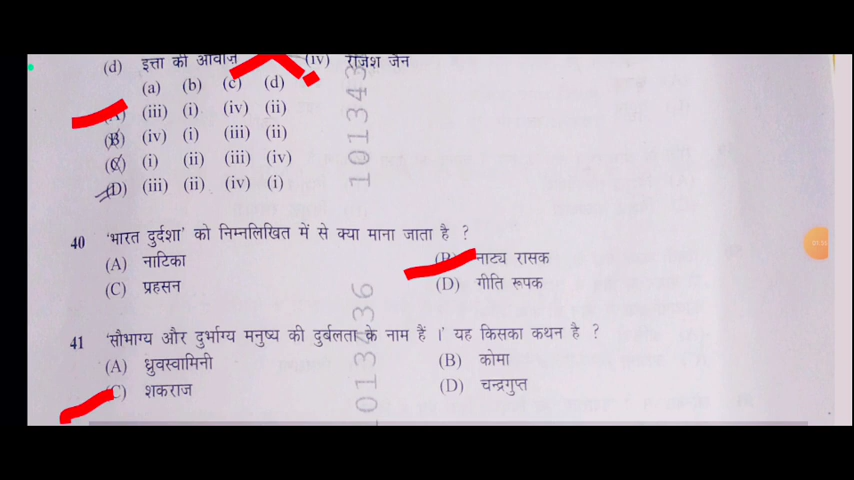 (d) इत्ता की आवाज़ (iv) राजेश जैन
(a) (b) (c) (d)
(A) (iii) (i) (iv) (ii)
(B) (iv) (i) (iii) (ii)
(C) (i) (ii) (iii) (iv)
(D) (iii) (ii) (iv) (i)
101343
40 'भारत दुर्दशा' को निम्नलिखित में से क्या माना जाता है ?
(A) नाटिका (B) नाट्य रासक
(C) प्रहसन (D) गीति रूपक
41 'सौभाग्य और दुर्भाग्य मनुष्य की दुर्बलता के नाम हैं ।' यह किसका कथन है ?
(A) ध्रुवस्वामिनी (B) कोमा
(C) शकराज (D) चन्द्रगुप्त
1013436